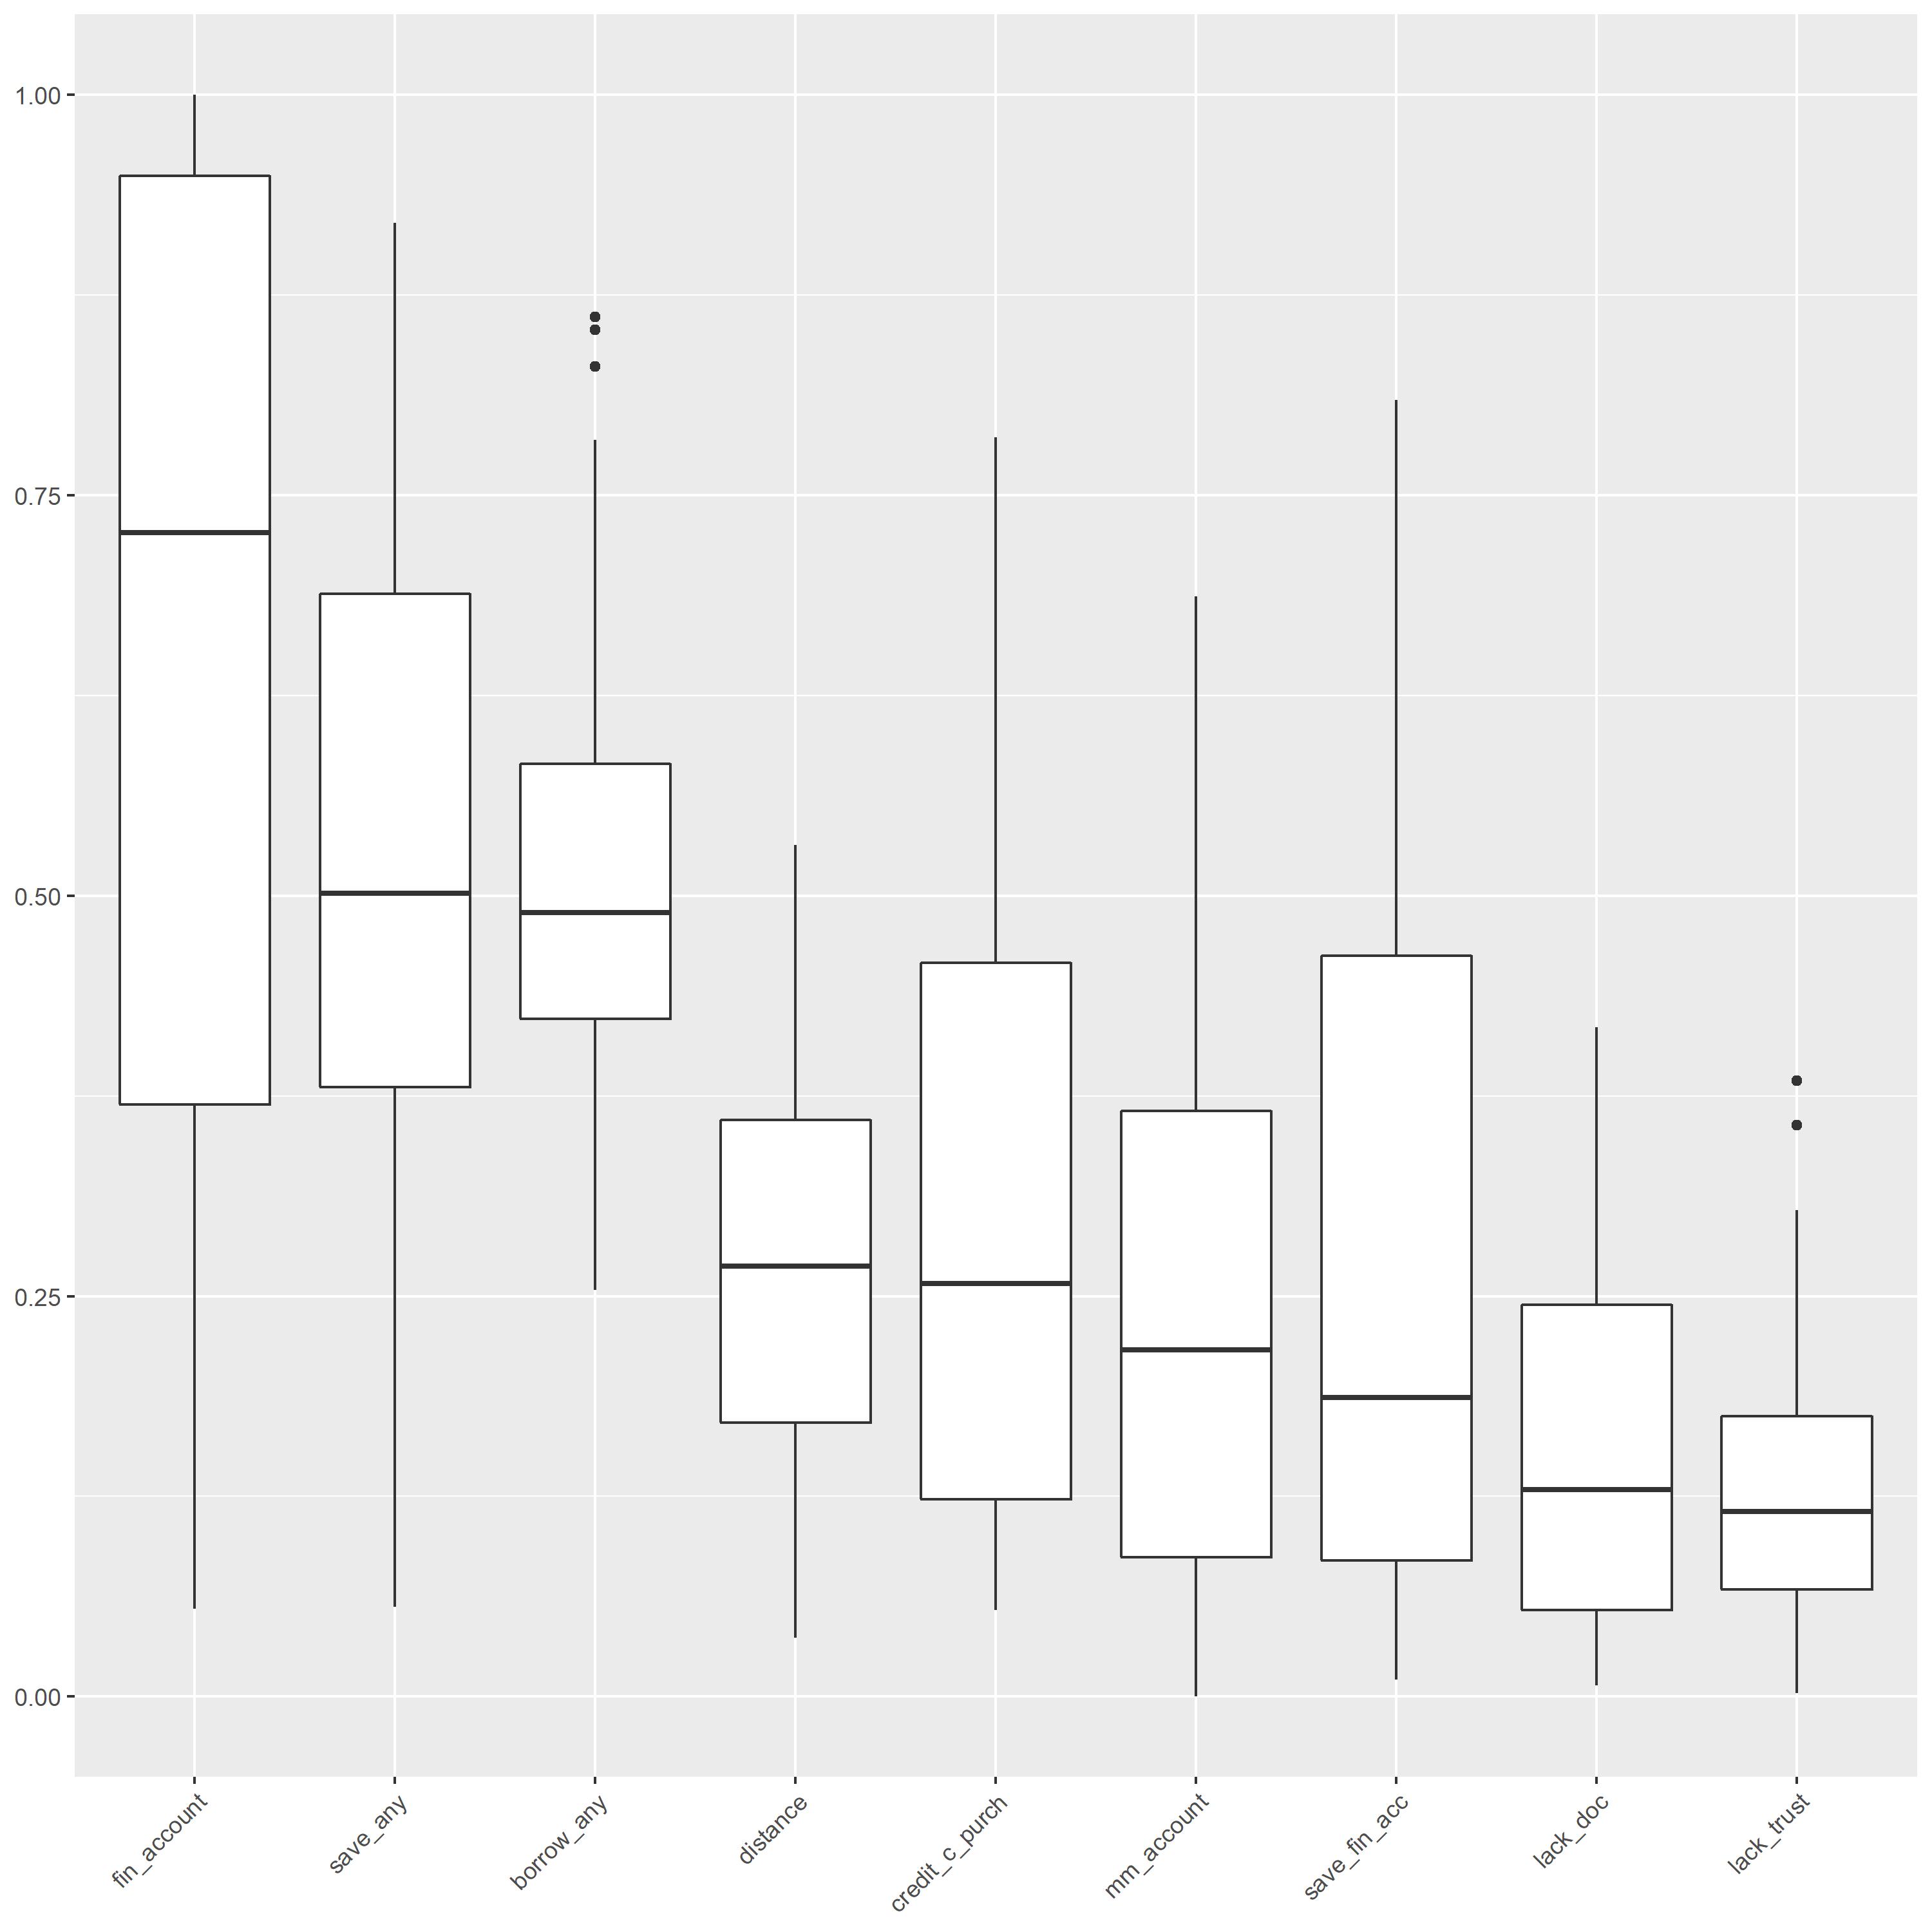 1.00
0.75
0.50
0.25
0.00
fin_account
save_any
borrow_any
distance
credit_c_purch
mm_account
save_fin_acc
lack_doc
lack_trust